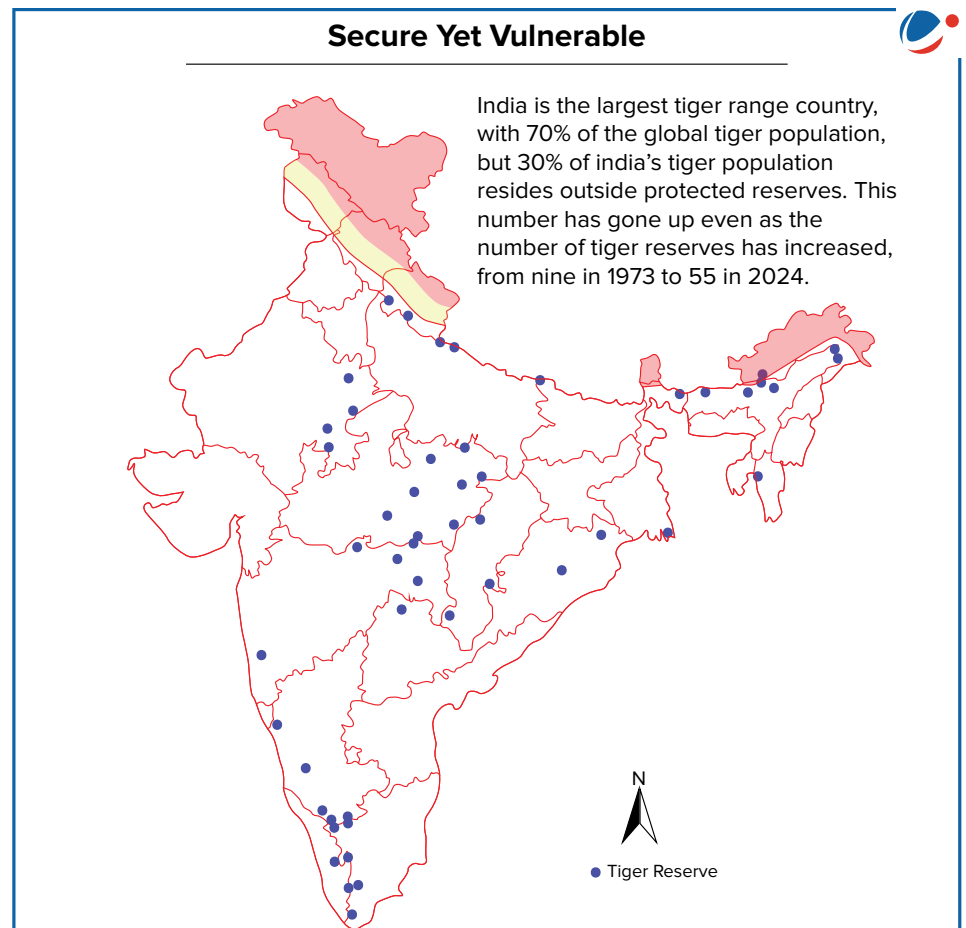 Secure Yet Vulnerable
India is the largest tiger range country,
with 70% of the global tiger population,
but 30% of india's tiger population
resides outside protected reserves. This
number has gone up even as the
number of tiger reserves has increased,
from nine in 1973 to 55 in 2024.
N
Tiger Reserve